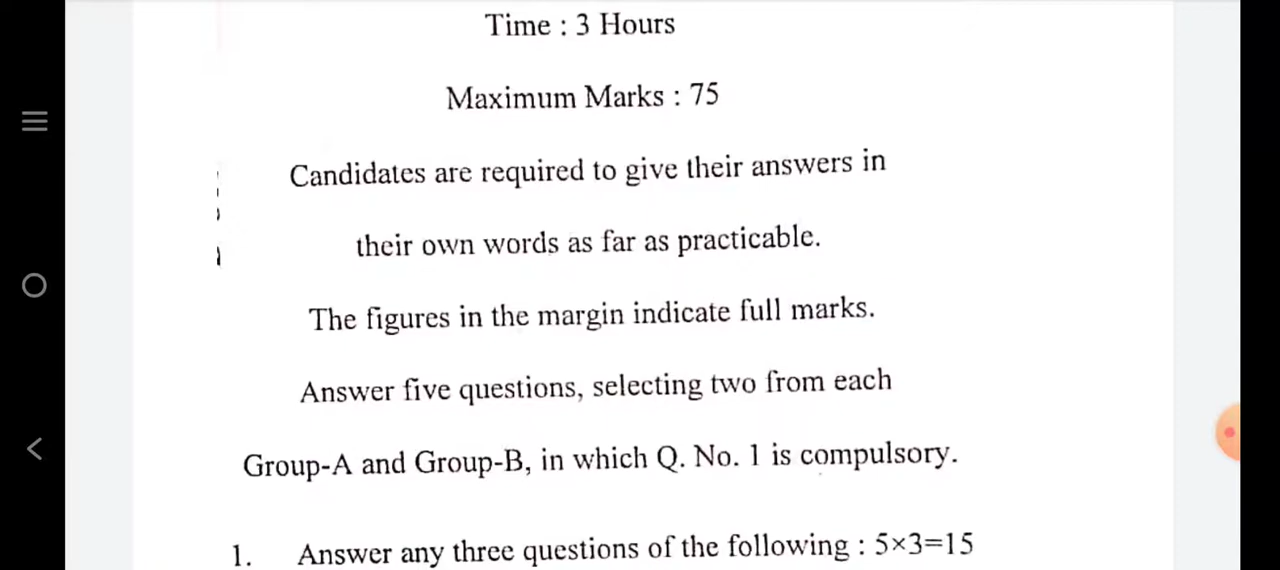 Time : 3 Hours
Maximum Marks : 75
Candidates are required to give their answers in
their own words as far as practicable.
The figures in the margin indicate full marks.
Answer five questions, selecting two from each
Group-A and Group-B, in which Q. No. 1 is compulsory.
1. Answer any three questions of the following : 5×3=15